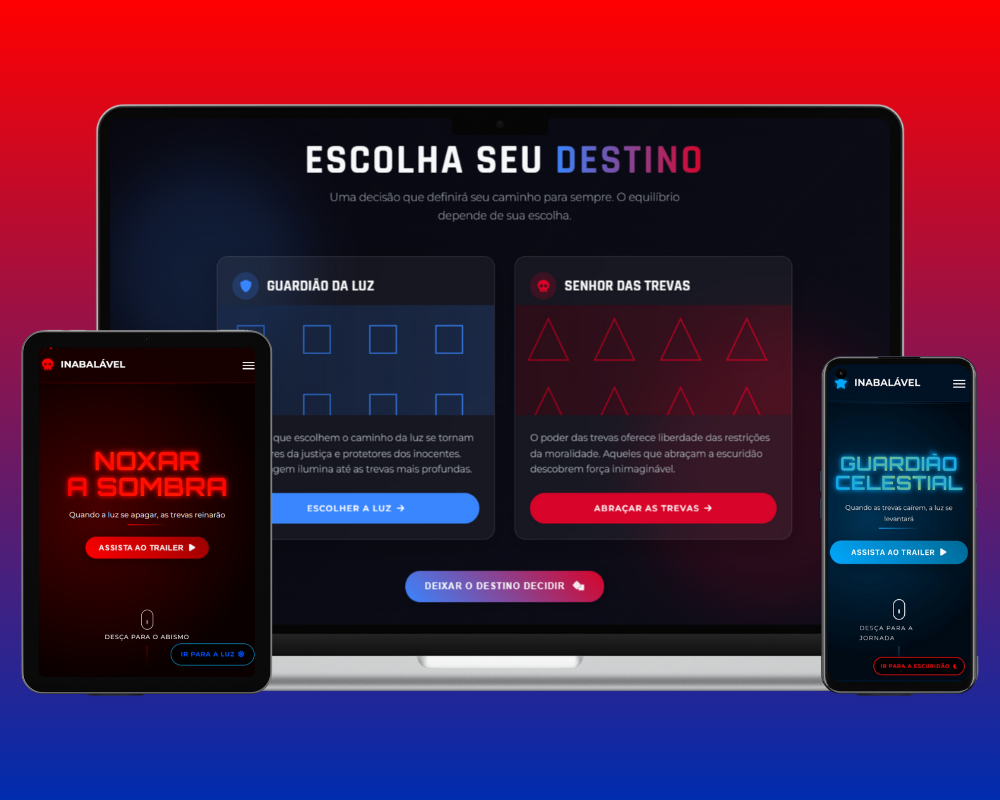 ESCOLHA SEU DESTINO
Uma decisão que definirá seu caminho para sempre. O equilíbrio
depende de sua escolha.
GUARDIÃO DA LUZ
que escolhem o caminho da luz se tornam
da justiça e protetores dos inocentes.
ilumina até as trevas mais profundas.
ESCOLHER A LUZ
SENHOR DAS TREVAS
O poder das trevas oferece liberdade das restrições
da moralidade. Aqueles que abraçam a escuridão
descobrem força inimaginável.
ABRAÇAR AS TREVAS
DEIXAR O DESTINO DECIDIR
INABALÁVEL
NOXAR
A SOMBRA
Quando a luz se apagar, as trevas reinarão
ASSISTA AO TRAILER
DESÇA PARA O ABISMO
IR PARA A LUZ
INABALÁVEL
GUARDIÃO
CELESTIAL
Quando as trevas caírem, a luz se
levantará
ASSISTA AO TRAILER
DESÇA PARA A
JORNADA
IR PARA A ESCURIDÃO